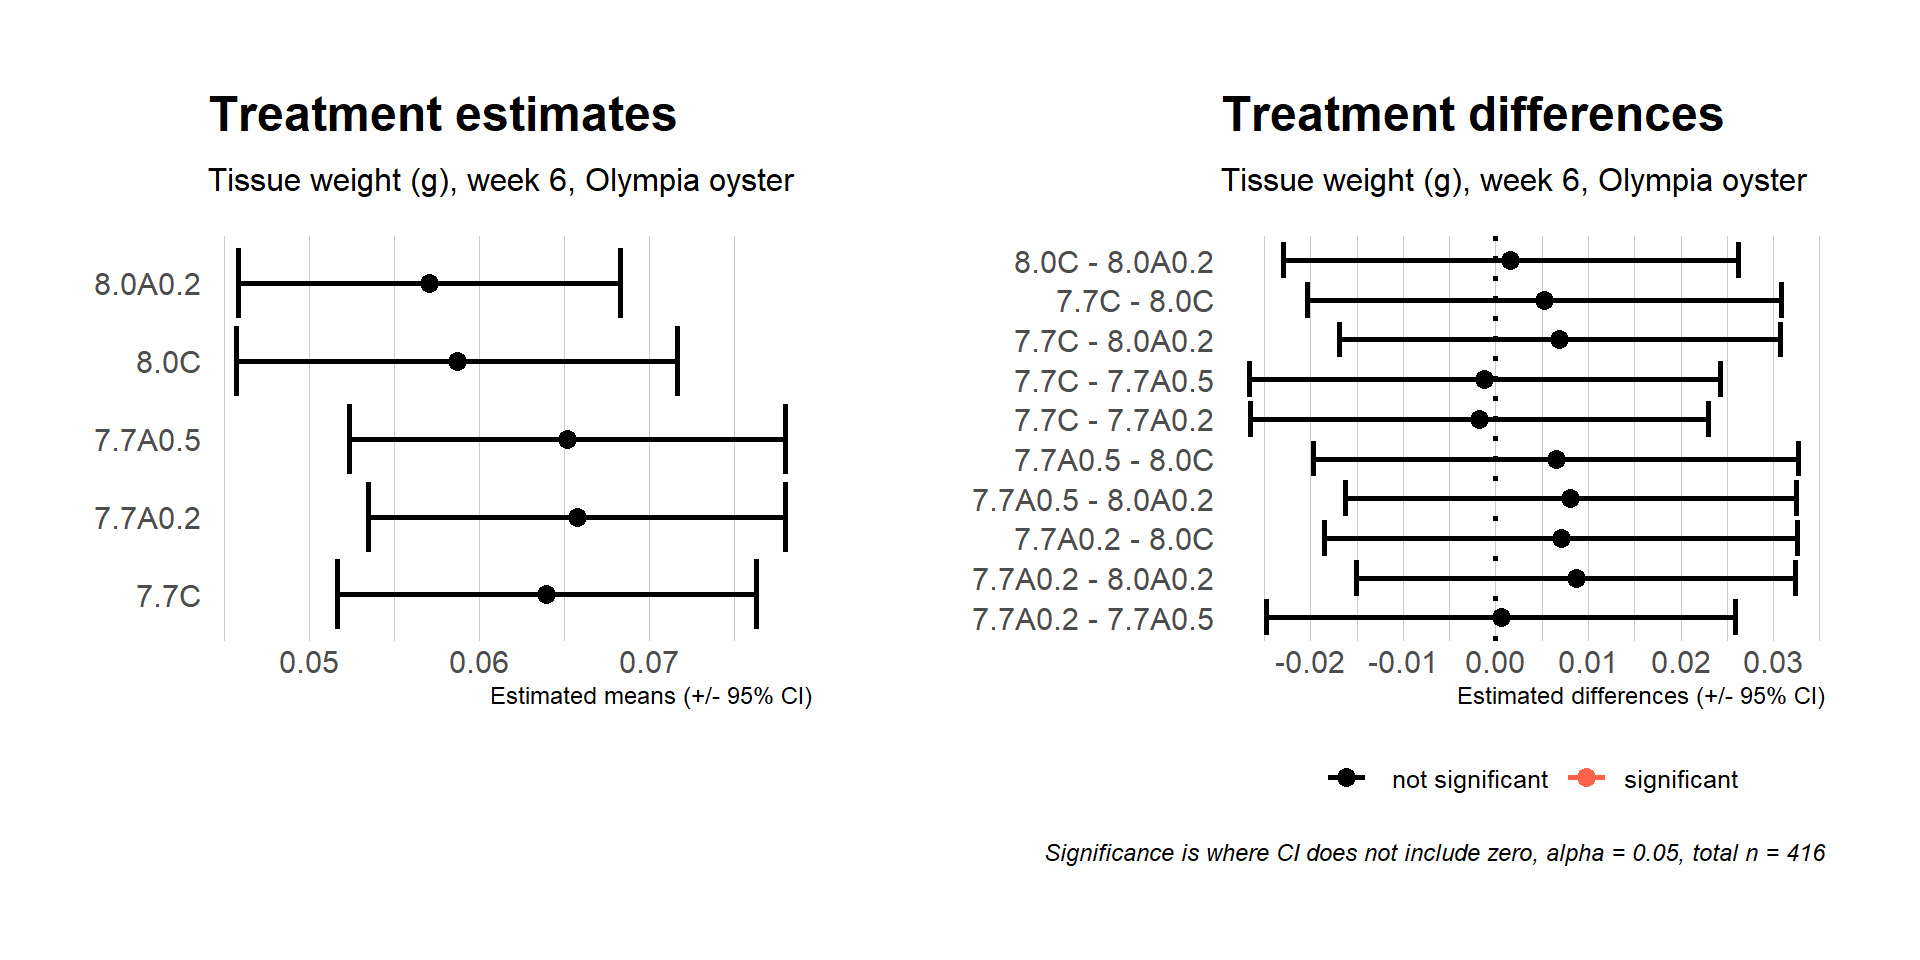 Treatment estimates
Tissue weight (g), week 6, Olympia oyster
8.0A0.2
8.0C
7.7A0.5
7.7A0.2
7.7C
0.05 0.06 0.07
Estimated means (+/- 95% CI)
Treatment differences
Tissue weight (g), week 6, Olympia oyster
8.0C - 8.0A0.2
7.7C - 8.0C
7.7C - 8.0A0.2
7.7C - 7.7A0.5
7.7C - 7.7A0.2
7.7A0.5 - 8.0C
7.7A0.5 - 8.0A0.2
7.7A0.2 - 8.0C
7.7A0.2 - 8.0A0.2
7.7A0.2 - 7.7A0.5
-0.02 -0.01 0.00 0.01 0.02 0.03
Estimated differences (+/- 95% CI)
not significant significant
Significance is where CI does not include zero, alpha = 0.05, total n = 416